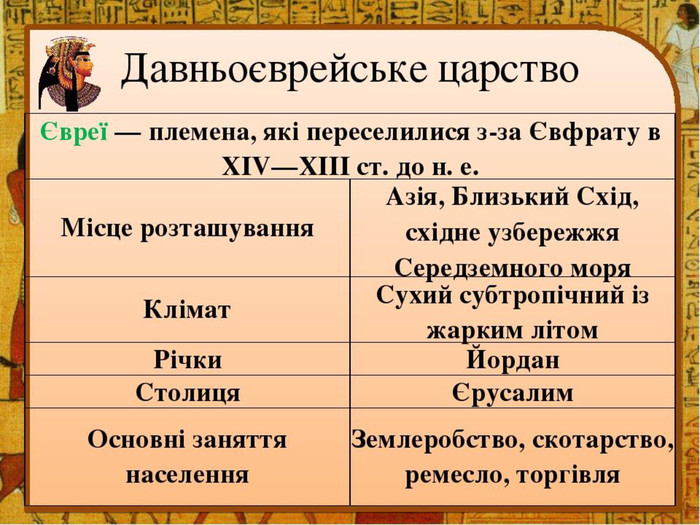 Давньоєврейське царство
Євреї — племена, які переселилися з-за Євфрату в
XIV—XIII ст. до н. е.
Місце розташування
Азія, Близький Схід,
східне узбережжя
Середземного моря
Клімат
Сухий субтропічний із
жарким літом
Річки
Йордан
Столиця
Єрусалим
Основні заняття
населення
Землеробство, скотарство,
ремесло, торгівля